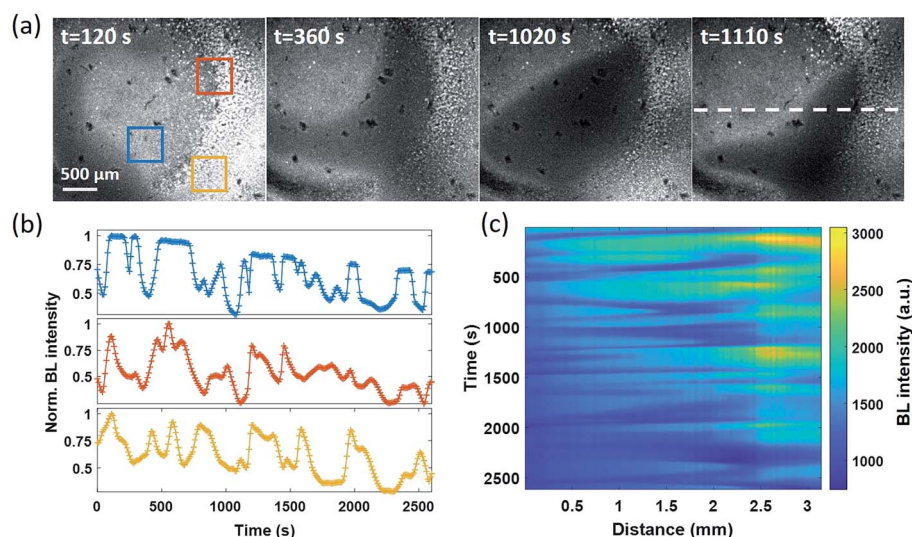 (a)
t=120 s
t=360 s
t=1020 s
t=1110 s
500 µm
(b)
Norm. BL intensity
1
0.75
0.5
1
0.75
0.5
1
0.75
0.5
0
500
1000
1500
2000
2500
Time (s)
(c)
Time (s)
500
1000
1500
2000
2500
0.5
1
1.5
2
2.5
3
Distance (mm)
3000
2500
2000
1500
1000
BL intensity (a.u.)